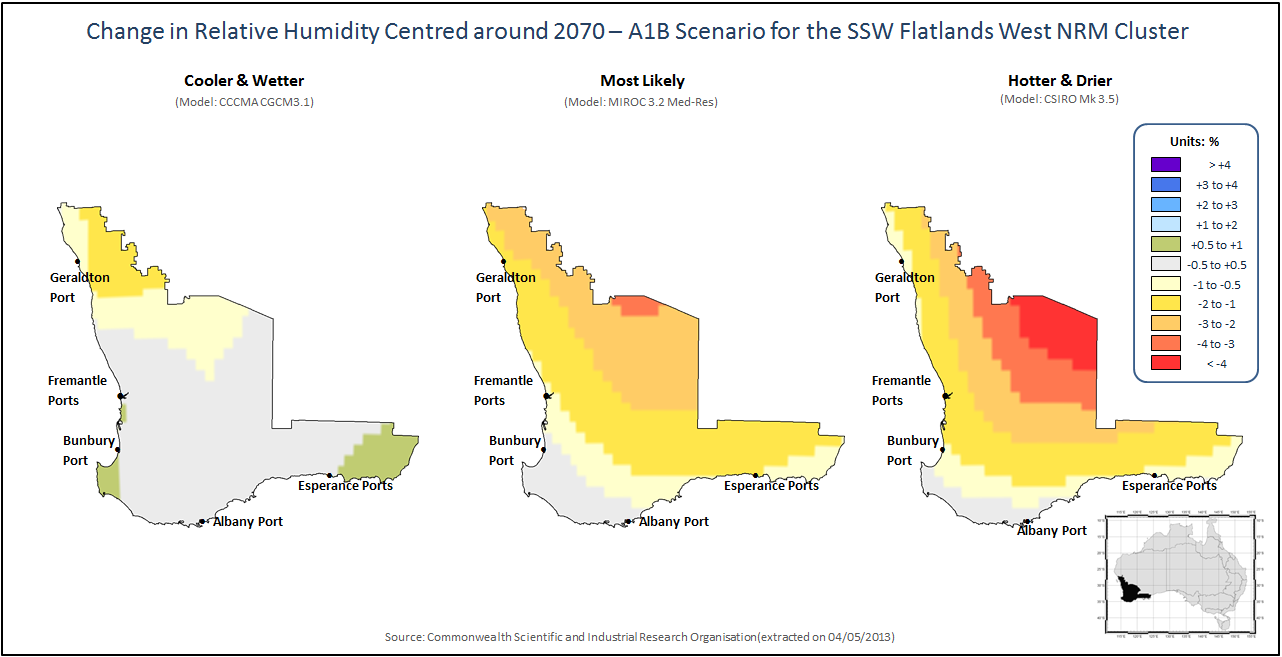 Change in Relative Humidity Centred around 2070 – A1B Scenario for the SSW Flatlands West NRM Cluster
Cooler & Wetter
(Model: CCCMA CGCM3.1)
Geraldton
Port
Fremantle
Ports
Bunbury
Port
Esperance Ports
Albany Port
Most Likely
(Model: MIROC 3.2 Med-Res)
Geraldton
Port
Fremantle
Ports
Bunbury
Port
Esperance Ports
Albany Port
Hotter & Drier
(Model: CSIRO Mk 3.5)
Geraldton
Port
Fremantle
Ports
Bunbury
Port
Esperance Ports
Albany Port
Units: %
> +4
+3 to +4
+2 to +3
+1 to +2
+0.5 to +1
-0.5 to +0.5
-1 to -0.5
-2 to -1
-3 to -2
-4 to -3
< -4
Source: Commonwealth Scientific and Industrial Research Organisation(extracted on 04/05/2013)